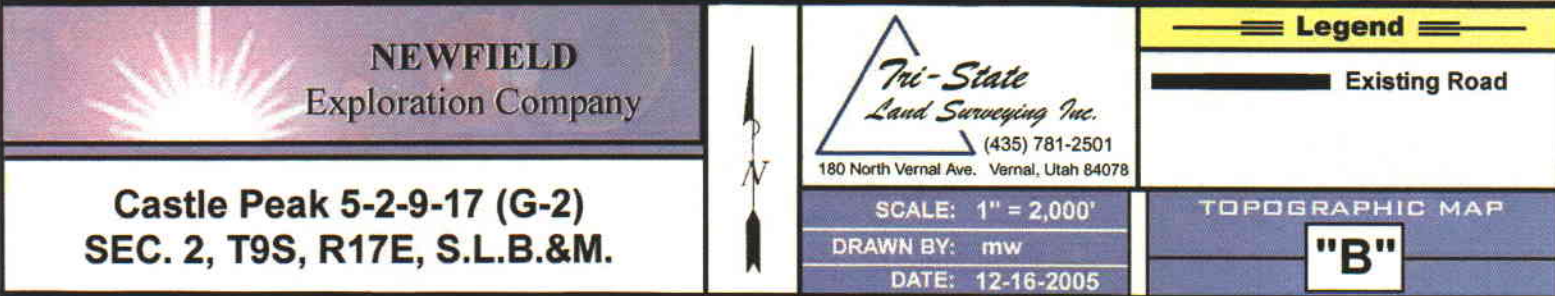 NEWFIELD
Exploration Company
Castle Peak 5-2-9-17 (G-2)
SEC. 2, T9S, R17E, S.L.B.&M.
N
Tri-State
Land Surveying Inc.
(435) 781-2501
180 North Vernal Ave. Vernal, Utah 84078
SCALE: 1" = 2,000'
DRAWN BY: mw
DATE: 12-16-2005
Legend
Existing Road
TOPOGRAPHIC MAP
"B"